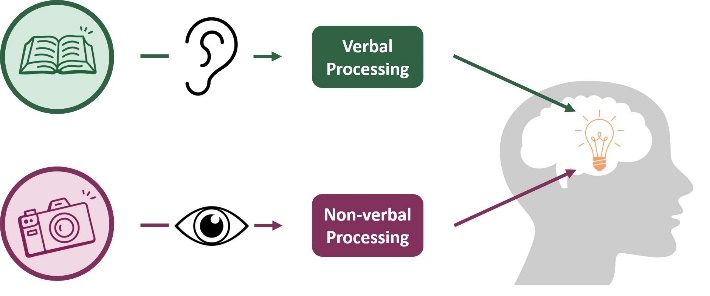 Verbal
Processing
Non-verbal
Processing